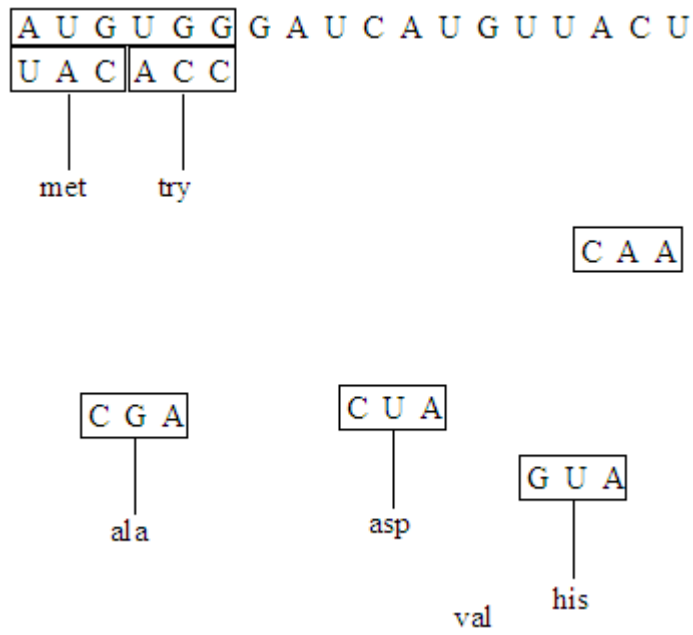 A U G U G G G A U C A U G U U A C U
U A C A C C
met try
C A A
C G A
C U A
G U A
ala
asp
his
val